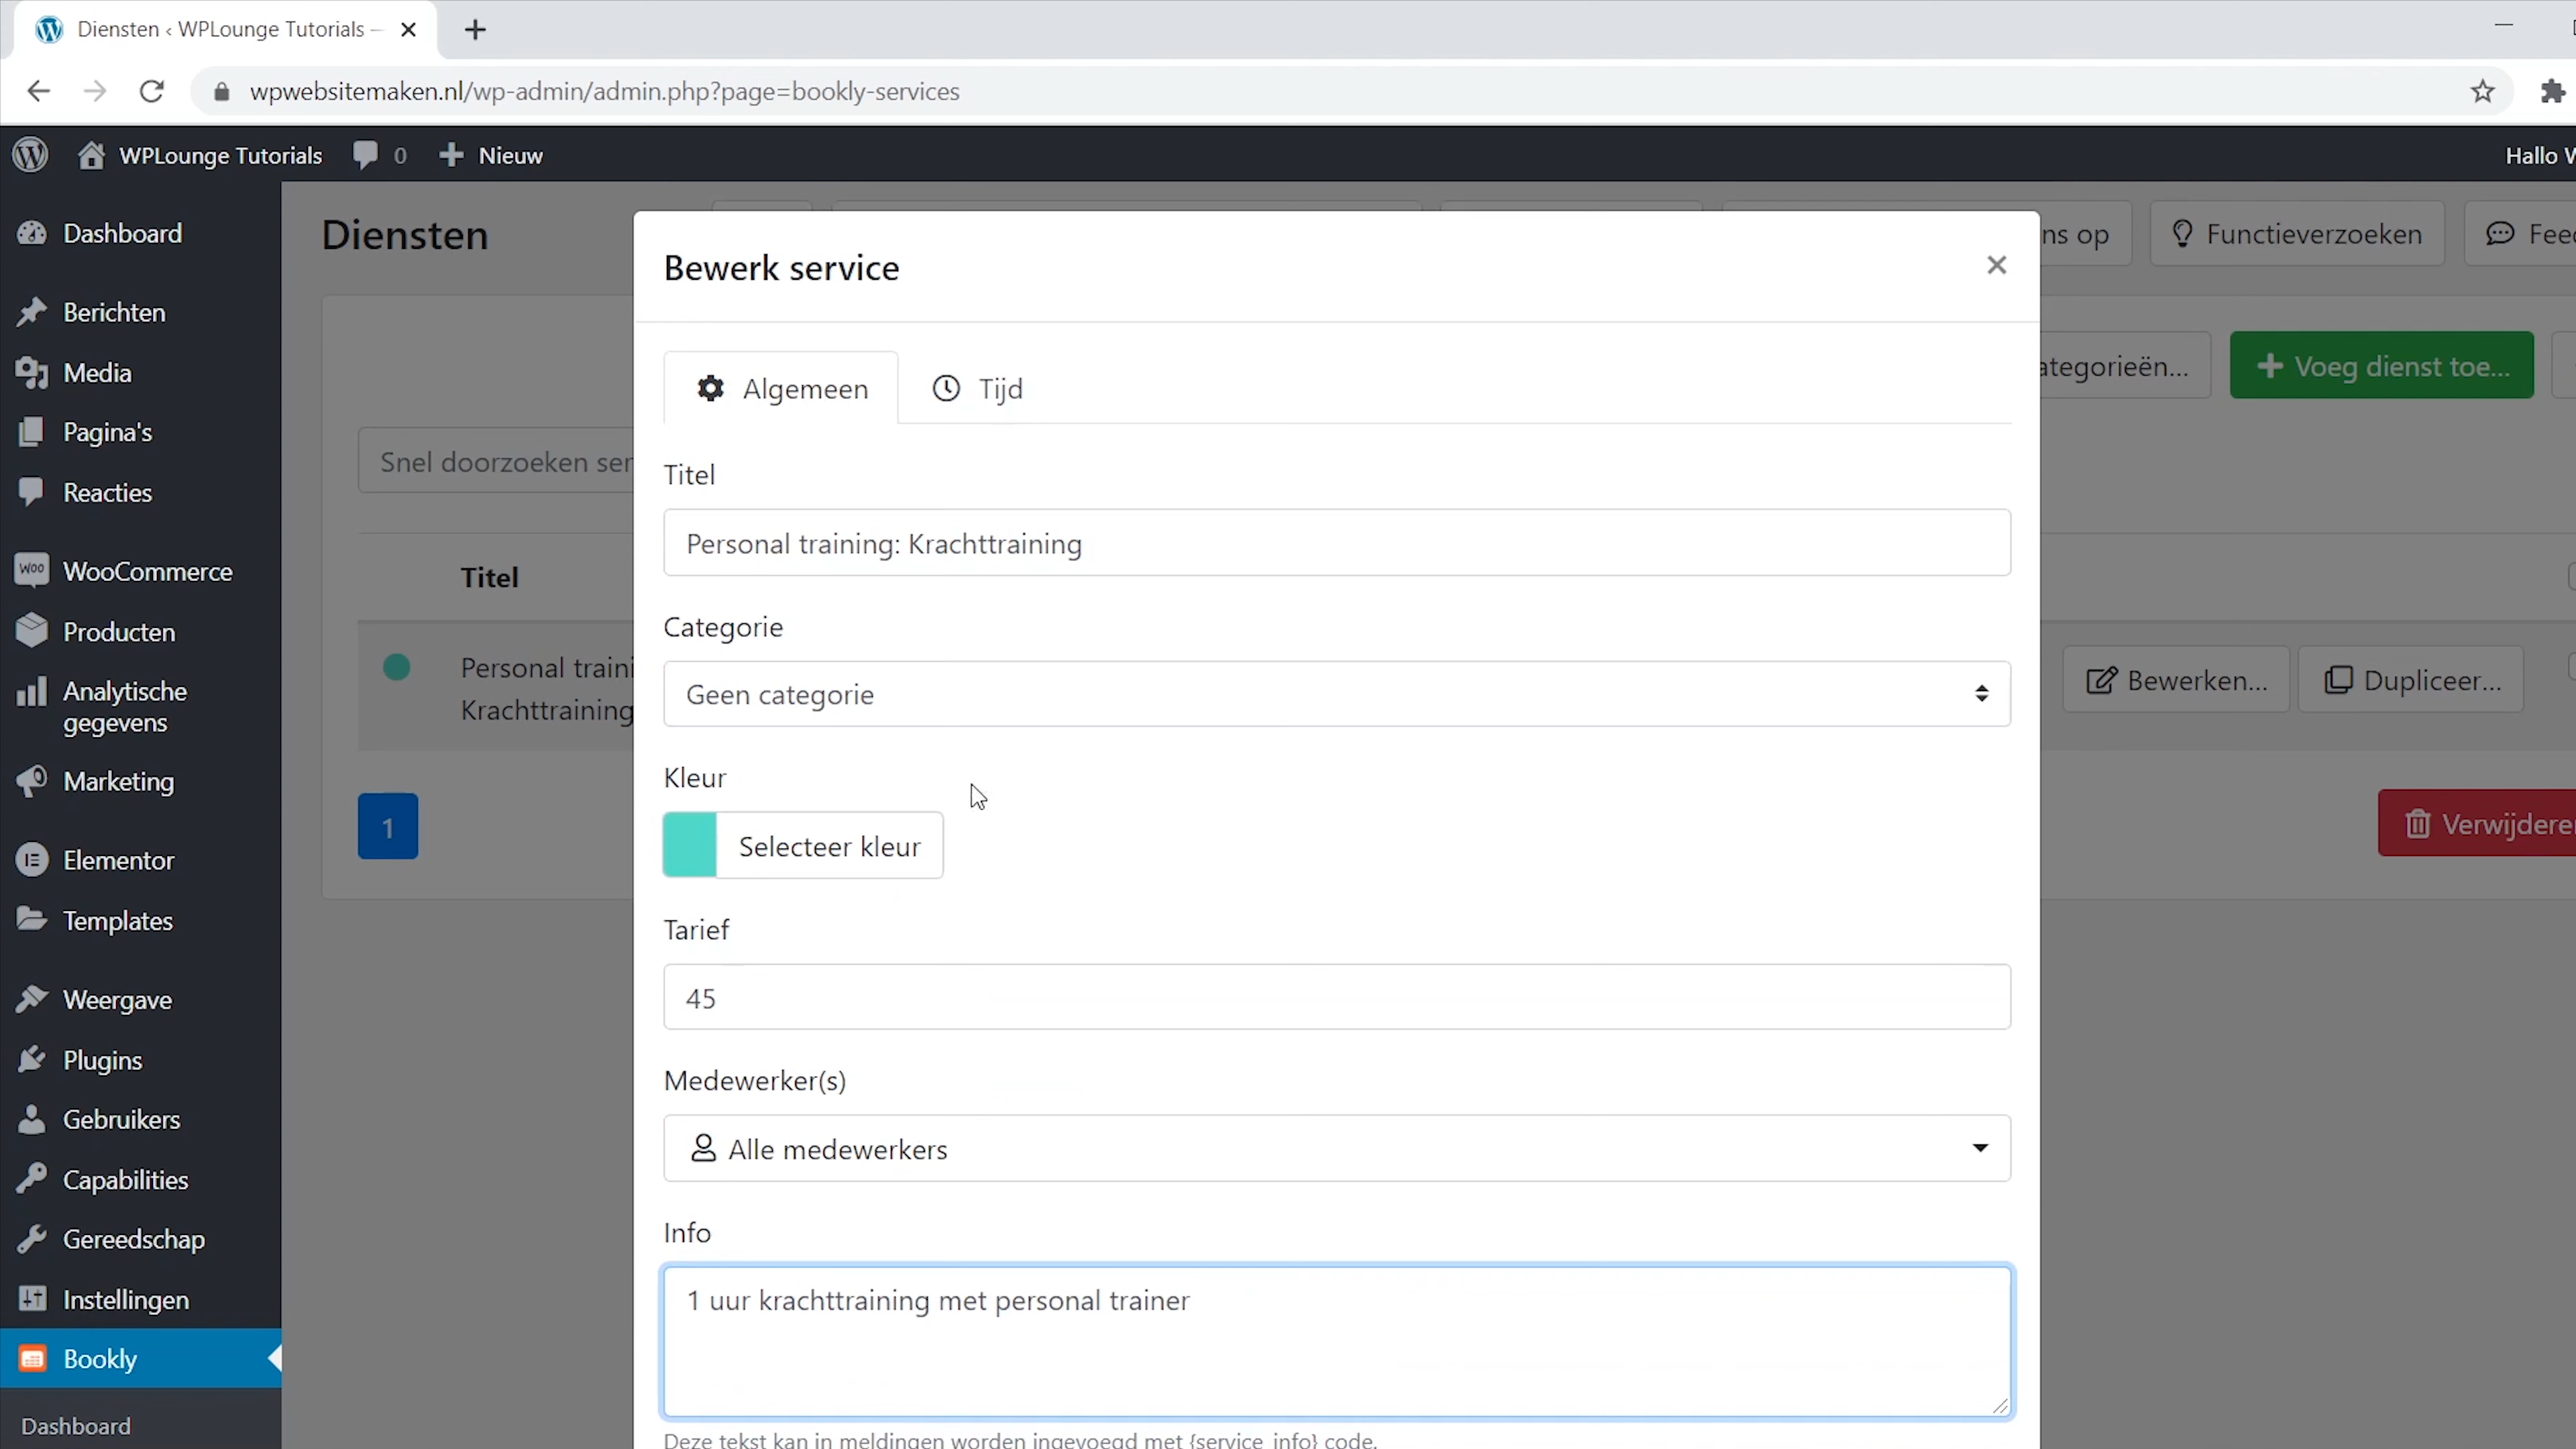 Diensten ‹ WPLounge Tutorials —
wpwebsitemaken.nl/wp-admin/admin.php?page=bookly-services
WPLounge Tutorials 0 Nieuw
Hallo
Dashboard
Berichten
Media
Pagina's
Reacties
WooCommerce
Producten
Analytische
gegevens
Marketing
Elementor
Templates
Weergave
Plugins
Gebruikers
Capabilities
Gereedschap
Instellingen
Bookly
Dashboard
Diensten
ns op
Functieverzoeken
Fee
ategorieën...
Voeg dienst toe...
Snel doorzoeken ser
Titel
Personal traini
Krachttraining
Bewerken...
Dupliceer...
1
Verwijdere
Bewerk service
Algemeen
Tijd
Titel
Personal training: Krachttraining
Categorie
Geen categorie
Kleur
Selecteer kleur
Tarief
45
Medewerker(s)
Alle medewerkers
Info
1 uur krachttraining met personal trainer
Deze tekst kan in meldingen worden ingevoegd met {service_info} code.